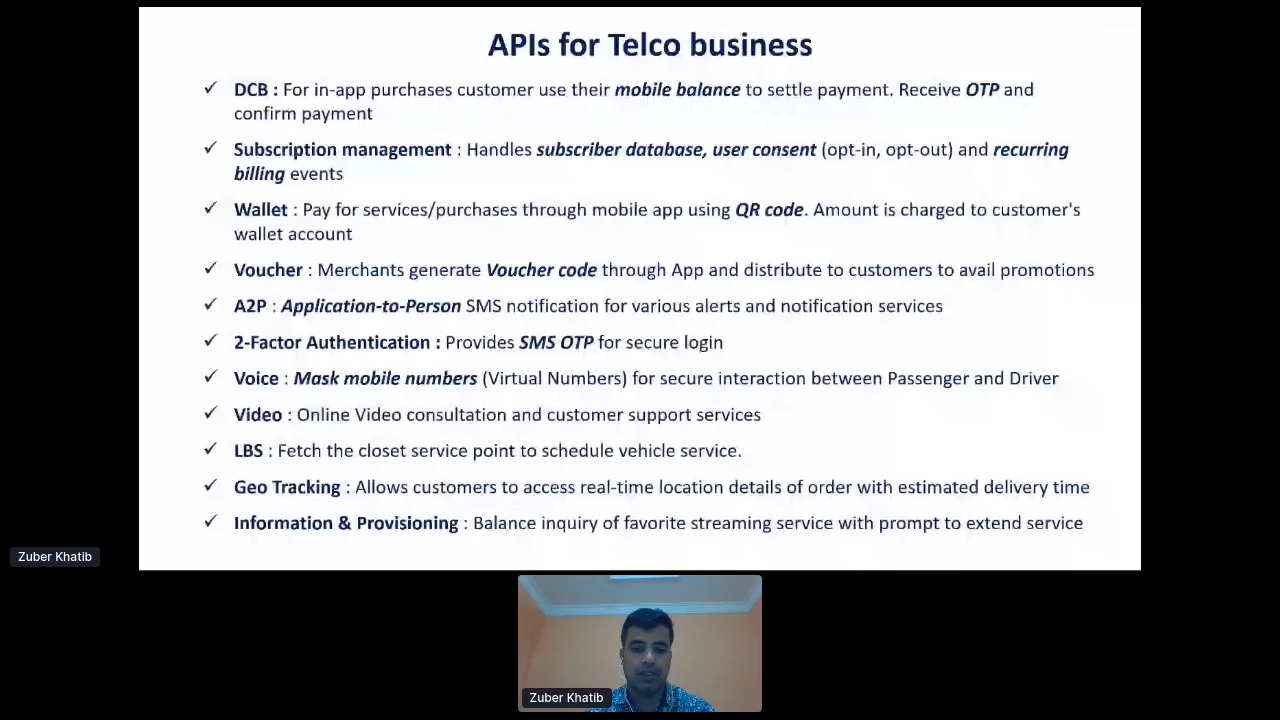 APIs for Telco business
✓ DCB : For in-app purchases customer use their mobile balance to settle payment. Receive OTP and
confirm payment
✓ Subscription management : Handles subscriber database, user consent (opt-in, opt-out) and recurring
billing events
✓ Wallet : Pay for services/purchases through mobile app using QR code. Amount is charged to customer's
wallet account
✓ Voucher : Merchants generate Voucher code through App and distribute to customers to avail promotions
✓ A2P : Application-to-Person SMS notification for various alerts and notification services
✓ 2-Factor Authentication : Provides SMS OTP for secure login
✓ Voice : Mask mobile numbers (Virtual Numbers) for secure interaction between Passenger and Driver
✓ Video : Online Video consultation and customer support services
✓ LBS : Fetch the closet service point to schedule vehicle service.
✓ Geo Tracking : Allows customers to access real-time location details of order with estimated delivery time
✓ Information & Provisioning : Balance inquiry of favorite streaming service with prompt to extend service
Zuber Khatib
Zuber Khatib